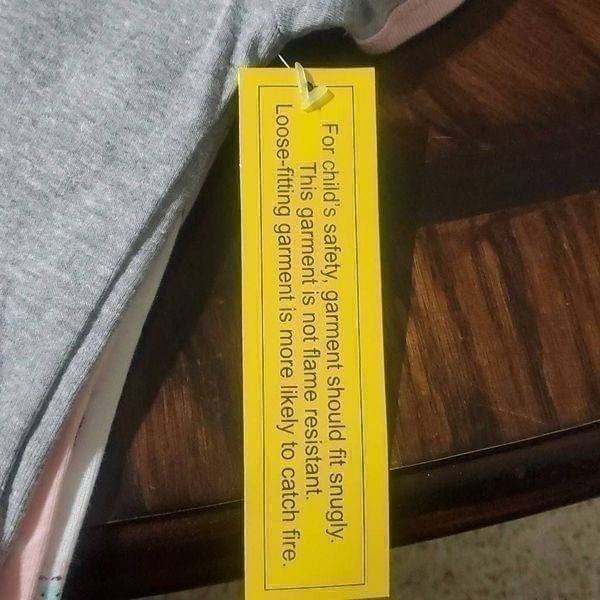 For child's safety, garment should fit snugly.
This garment is not flame resistant.
Loose-fitting garment is more likely to catch fire.